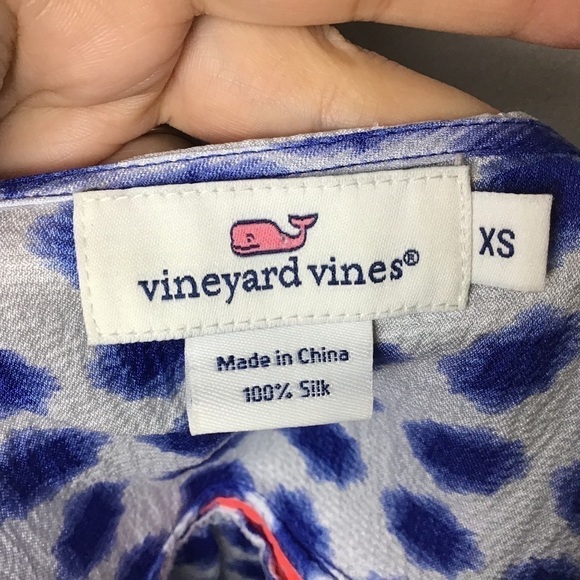 vineyard vines®
XS
Made in China
100% Silk